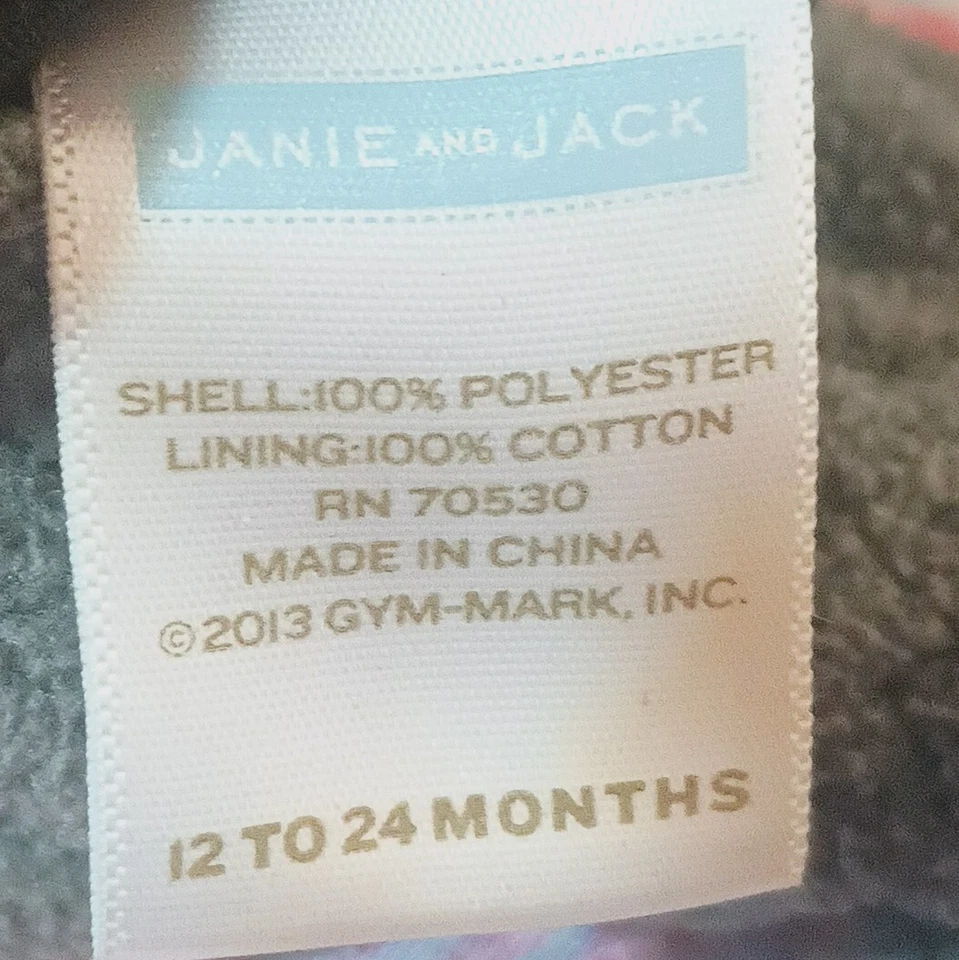 JANIE AND JACK
SHELL:100% POLYESTER
LINING:100% COTTON
RN 70530
MADE IN CHINA
©2013 GYM-MARK, INC.
12 TO 24 MONTHS